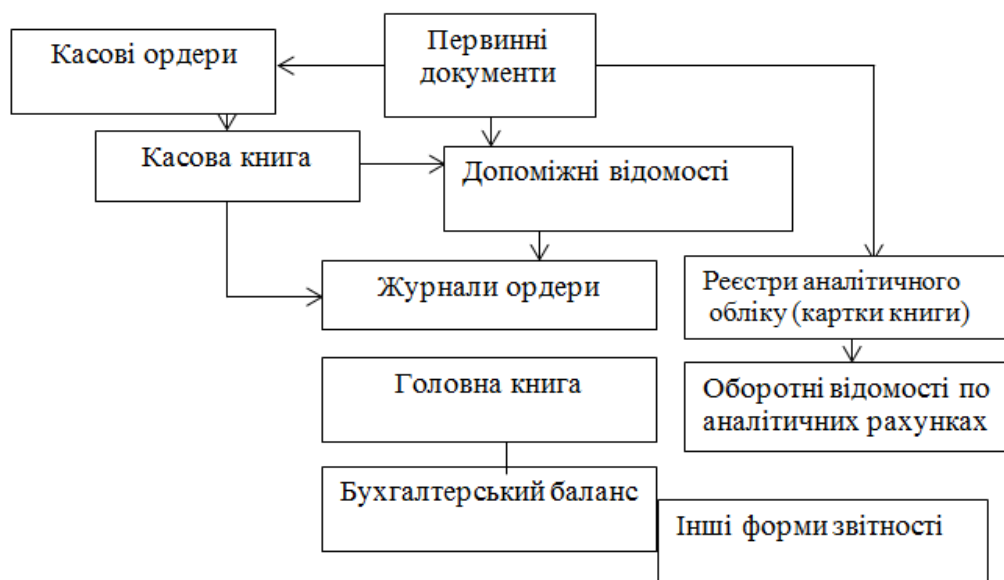 Касові ордери
Первинні
документи
Касова книга
Допоміжні відомості
Журнали ордери
Реєстри аналітичного
обліку (картки книги)
Головна книга
Оборотні відомості по
аналітичних рахунках
Бухгалтерський баланс
Інші форми звітності